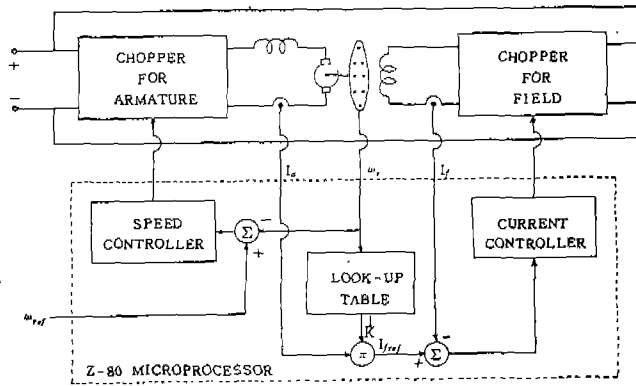 +
−
CHOPPER
FOR
ARMATURE
CHOPPER
FOR
FIELD
I_a
ω_r
I_f
SPEED
CONTROLLER
−
Σ
+
CURRENT
CONTROLLER
LOOK-UP
TABLE
ω_ref
K
π
I_fref
+
Σ
−
Z-80 MICROPROCESSOR